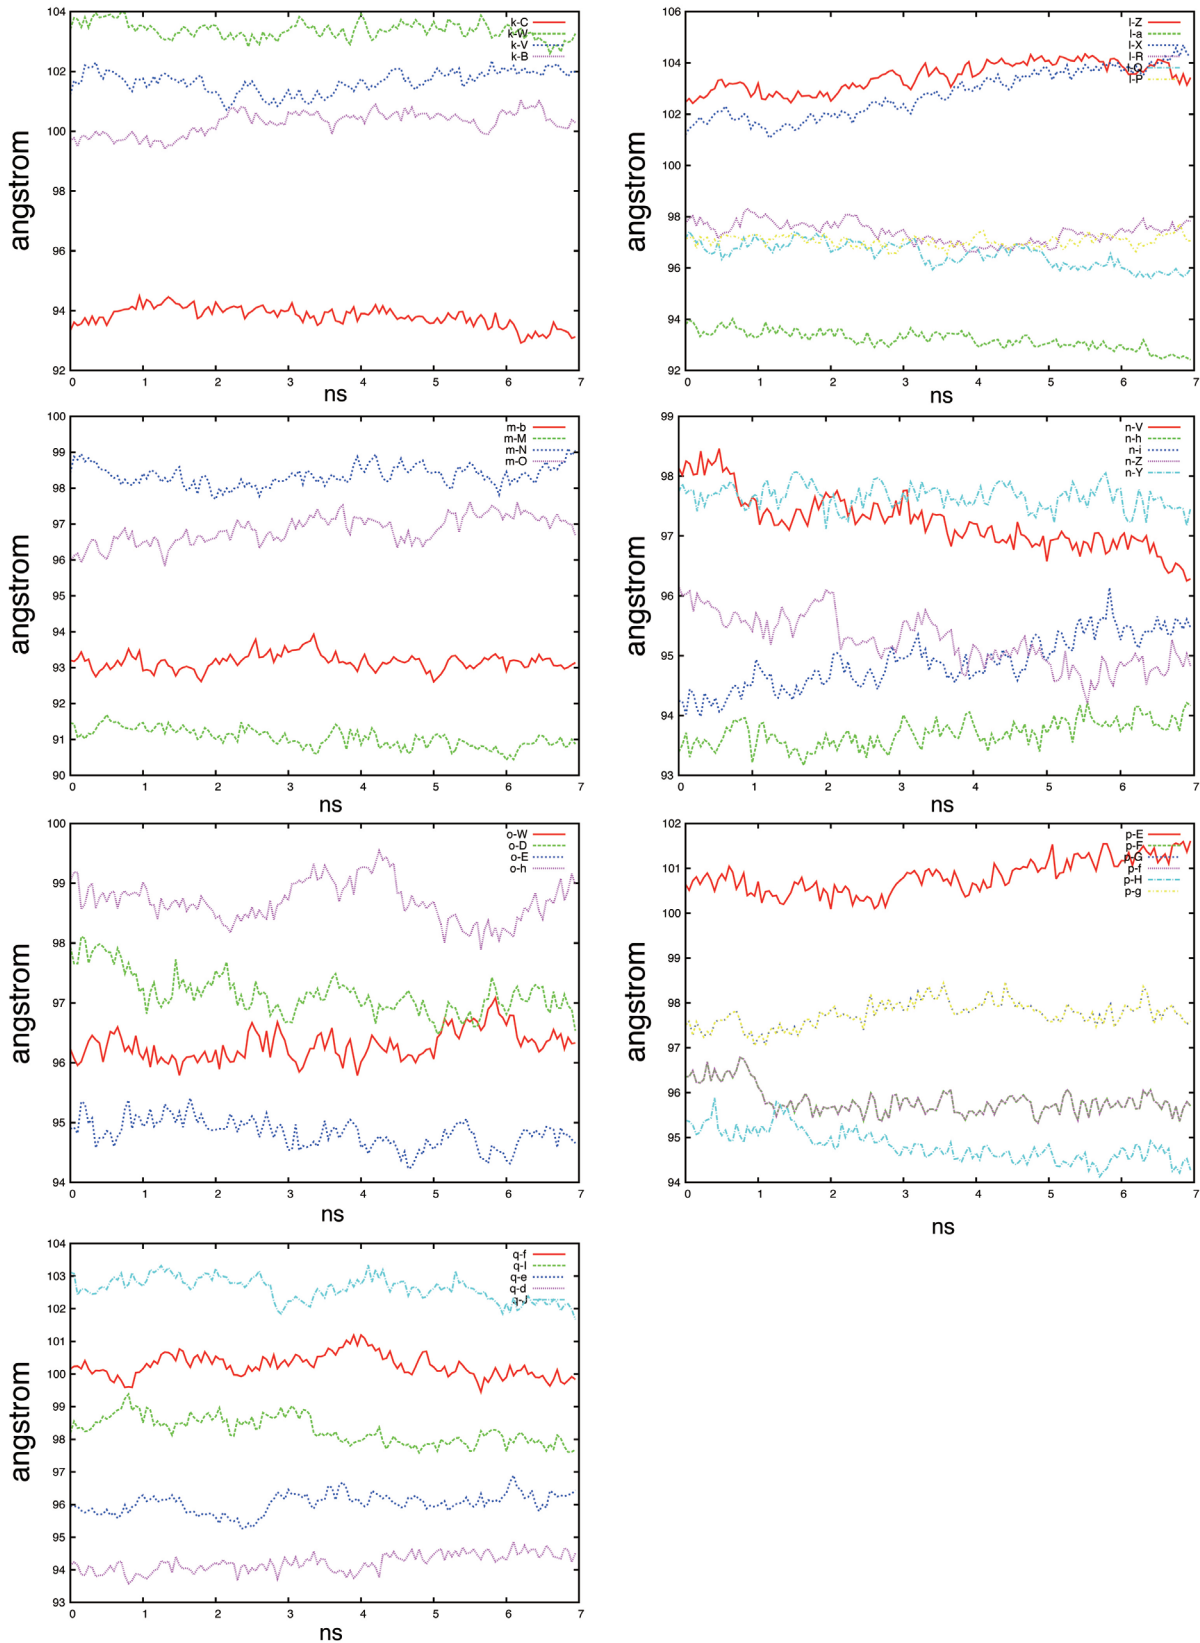 104
102
100
98
96
94
92
angstrom
k-C
k-W
k-V
k-B
0 1 2 3 4 5 6 7
ns
106
104
102
100
98
96
94
92
angstrom
l-Z
l-a
l-X
l-R
l-Q
l-P
0 1 2 3 4 5 6 7
ns
100
99
98
97
96
95
94
93
92
91
90
angstrom
m-b
m-M
m-N
m-O
0 1 2 3 4 5 6 7
ns
99
98
97
96
95
94
93
angstrom
n-V
n-h
n-i
n-Z
n-Y
0 1 2 3 4 5 6 7
ns
100
99
98
97
96
95
94
angstrom
o-W
o-D
o-E
o-h
0 1 2 3 4 5 6 7
ns
102
101
100
99
98
97
96
95
94
angstrom
p-E
p-F
p-G
p-f
p-H
p-g
0 1 2 3 4 5 6 7
ns
104
103
102
101
100
99
98
97
96
95
94
93
angstrom
q-f
q-I
q-e
q-d
q-J
0 1 2 3 4 5 6 7
ns